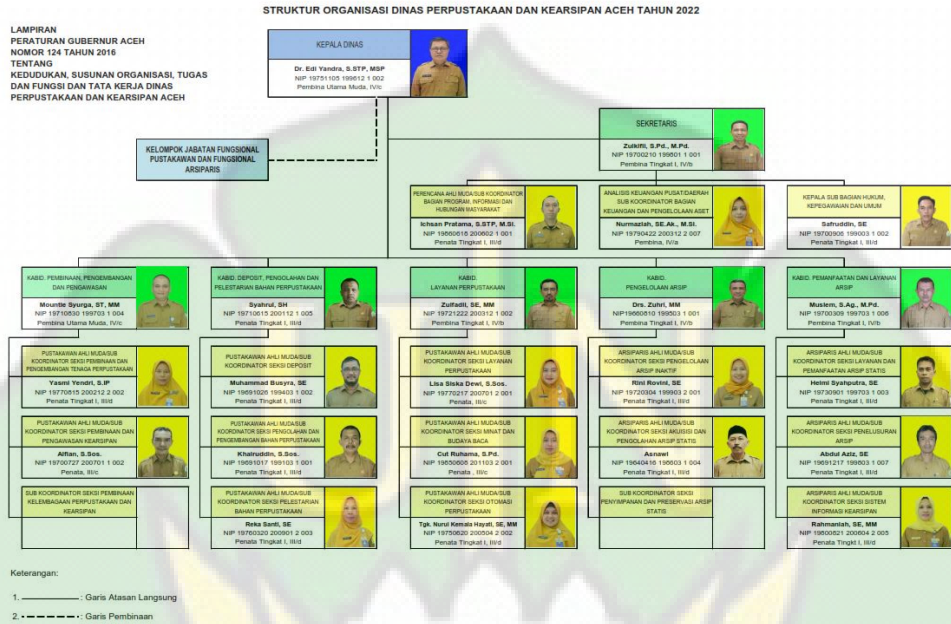 STRUKTUR ORGANISASI DINAS PERPUSTAKAAN DAN KEARSIPAN ACEH TAHUN 2022
LAMPIRAN
PERATURAN GUBERNUR ACEH
NOMOR 124 TAHUN 2016
TENTANG
KEDUDUKAN, SUSUNAN ORGANISASI, TUGAS
DAN FUNGSI DAN TATA KERJA DINAS
PERPUSTAKAAN DAN KEARSIPAN ACEH
KEPALA DINAS
Dr. Edi Yandra, S.STP, MSP
NIP 19751105 199612 1 002
Pembina Utama Muda, IV/c
SEKRETARIS
Zulkifli, S.Pd., M.Pd.
NIP 19700210 199801 1 001
Pembina Tingkat I, IV/b
KELOMPOK JABATAN FUNGSIONAL
PUSTAKAWAN DAN FUNGSIONAL
ARSIPARIS
PERENCANA AHLI MUDA/SUB KOORDINATOR
BAGIAN PROGRAM, INFORMASI DAN
HUBUNGAN MASYARAKAT
Ichsan Pratama, S.STP, M.Si.
NIP 19860616 200602 1 001
Penata Tingkat I, III/d
ANALISIS KEUANGAN PUSAT/DAERAH
SUB KOORDINATOR BAGIAN
KEUANGAN DAN PENGELOLAAN ASET
Nurmaziah, SE.Ak., M.Si.
NIP 19790422 200312 2 007
Pembina, IV/a
KEPALA SUB BAGIAN HUKUM,
KEPEGAWAIAN DAN UMUM
Safruddin, SE
NIP 19700906 199003 1 002
Penata Tingkat I, III/d
KABID. PEMBINAAN, PENGEMBANGAN
DAN PENGAWASAN
Mountie Syurga, ST, MM
NIP 19710830 199703 1 004
Pembina Utama Muda, IV/c
KABID. DEPOSIT, PENGOLAHAN DAN
PELESTARIAN BAHAN PERPUSTAKAAN
Syahrul, SH
NIP 19710615 200112 1 005
Penata Tingkat I, III/d
KABID.
LAYANAN PERPUSTAKAAN
Zulfadli, SE, MM
NIP 19721222 200312 1 002
Pembina Tingkat I, IV/b
KABID.
PENGELOLAAN ARSIP
Drs. Zuhri, MM
NIP19660810 199503 1 001
Pembina Tingkat I, IV/b
KABID. PEMANFAATAN DAN LAYANAN
ARSIP
Muslem, S.Ag., M.Pd.
NIP 19700309 199703 1 006
Pembina Tingkat I, IV/b
PUSTAKAWAN AHLI MUDA/SUB
KOORDINATOR SEKSI PEMBINAAN DAN
PENGEMBANGAN TENAGA PERPUSTAKAAN
Yasmi Yendri, S.IP
NIP 19770815 200212 2 002
Penata Tingkat I, III/d
PUSTAKAWAN AHLI MUDA/SUB
KOORDINATOR SEKSI DEPOSIT
Muhammad Busyra, SE
NIP 19691026 199403 1 002
Penata Tingkat I, III/d
PUSTAKAWAN AHLI MUDA/SUB
KOORDINATOR SEKSI LAYANAN
PERPUSTAKAAN
Lisa Siska Dewi, S.Sos.
NIP 19770217 200701 2 001
Penata, III/c
ARSIPARIS AHLI MUDA/SUB
KOORDINATOR SEKSI PENGELOLAAN
ARSIP INAKTIF
Rini Rovini, SE
NIP 19720304 199903 2 001
Penata Tingkat I, III/d
ARSIPARIS AHLI MUDA/SUB
KOORDINATOR SEKSI LAYANAN DAN
PEMANFAATAN ARSIP STATIS
Helmi Syahputra, SE
NIP 19730901 199703 1 003
Penata Tingkat I, III/d
PUSTAKAWAN AHLI MUDA/SUB
KOORDINATOR SEKSI PEMBINAAN DAN
PENGAWASAN KEARSIPAN
Alfian, S.Sos.
NIP 19700727 200701 1 002
Penata, III/c
PUSTAKAWAN AHLI MUDA/SUB
KOORDINATOR SEKSI PENGOLAHAN DAN
PENGEMBANGAN BAHAN PERPUSTAKAAN
Khairuddin, S.Sos.
NIP 19691017 199103 1 001
Penata Tingkat I, III/d
PUSTAKAWAN AHLI MUDA/SUB
KOORDINATOR SEKSI MINAT DAN
BUDAYA BACA
Cut Ruhama, S.Pd.
NIP 19850608 201103 2 001
Penata , III/c
ARSIPARIS AHLI MUDA/SUB
KOORDINATOR SEKSI AKUISISI DAN
PENGOLAHAN ARSIP STATIS
Asnawi
NIP 19640416 198603 1 004
Penata Tingkat I, III/d
ARSIPARIS AHLI MUDA/SUB
KOORDINATOR SEKSI PENELUSURAN
ARSIP
Abdul Aziz, SE
NIP 19691217 199803 1 007
Penata Tingkat I, III/d
SUB KOORDINATOR SEKSI PEMBINAAN
KELEMBAGAAN PERPUSTAKAAN DAN
KEARSIPAN
PUSTAKAWAN AHLI MUDA/SUB
KOORDINATOR SEKSI PELESTARIAN
BAHAN PERPUSTAKAAN
Reka Santi, SE
NIP 19760320 200901 2 003
Penata Tingkat I, III/d
PUSTAKAWAN AHLI MUDA/SUB
KOORDINATOR SEKSI OTOMASI
PERPUSTAKAAN
Tgk. Nurul Kemala Hayati, SE, MM
NIP 19750620 200504 2 002
Penata Tingkat I, III/d
SUB KOORDINATOR SEKSI
PENYIMPANAN DAN PRESERVASI ARSIP
STATIS
ARSIPARIS AHLI MUDA/SUB
KOORDINATOR SEKSI SISTEM
INFORMASI KEARSIPAN
Rahmaniah, SE, MM
NIP 19800821 200604 2 005
Penata Tingkat I, III/d
Keterangan:
1. : Garis Atasan Langsung
2. : Garis Pembinaan